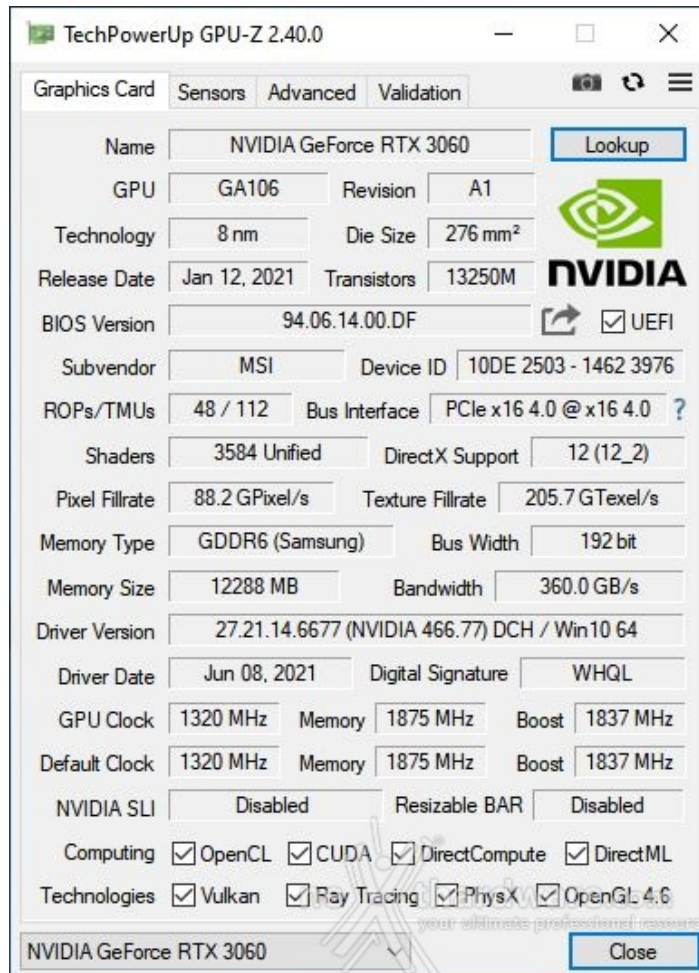 TechPowerUp GPU-Z 2.40.0
Graphics Card Sensors Advanced Validation
Name NVIDIA GeForce RTX 3060 Lookup
GPU GA106 Revision A1
Technology 8 nm Die Size 276 mm²
Release Date Jan 12, 2021 Transistors 13250M
NVIDIA
BIOS Version 94.06.14.00.DF UEFI
Subvendor MSI Device ID 10DE 2503 - 1462 3976
ROPs/TMUs 48 / 112 Bus Interface PCIe x16 4.0 @ x16 4.0 ?
Shaders 3584 Unified DirectX Support 12 (12_2)
Pixel Fillrate 88.2 GPixel/s Texture Fillrate 205.7 GTexel/s
Memory Type GDDR6 (Samsung) Bus Width 192 bit
Memory Size 12288 MB Bandwidth 360.0 GB/s
Driver Version 27.21.14.6677 (NVIDIA 466.77) DCH / Win10 64
Driver Date Jun 08, 2021 Digital Signature WHQL
GPU Clock 1320 MHz Memory 1875 MHz Boost 1837 MHz
Default Clock 1320 MHz Memory 1875 MHz Boost 1837 MHz
NVIDIA SLI Disabled Resizable BAR Disabled
Computing OpenCL CUDA DirectCompute DirectML
Technologies Vulkan Ray Tracing PhysX OpenGL 4.6
your ultimate professional
NVIDIA GeForce RTX 3060 Close